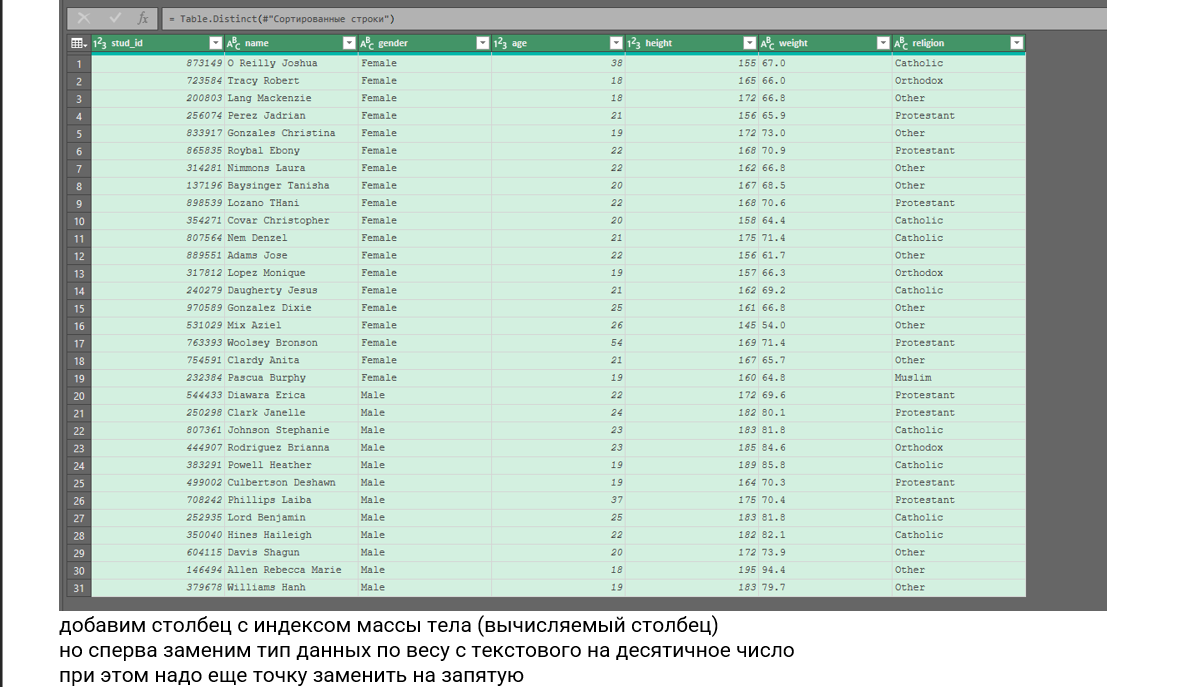 fx = Table.Distinct(#"Сортированные строки")
1²3 stud_id ABC name ABC gender 1²3 age 1²3 height ABC weight ABC religion
1 873149 O Reilly Joshua Female 38 155 67.0 Catholic
2 723584 Tracy Robert Female 18 165 66.0 Orthodox
3 200803 Lang Mackenzie Female 18 172 66.8 Other
4 256074 Perez Jadrian Female 21 156 65.9 Protestant
5 833917 Gonzales Christina Female 19 172 73.0 Other
6 865835 Roybal Ebony Female 22 168 70.9 Protestant
7 314281 Nimmons Laura Female 22 162 66.8 Other
8 137196 Baysinger Tanisha Female 20 167 68.5 Other
9 898539 Lozano THani Female 22 168 70.6 Protestant
10 354271 Covar Christopher Female 20 158 64.4 Catholic
11 807564 Nem Denzel Female 21 175 71.4 Catholic
12 889551 Adams Jose Female 22 156 61.7 Other
13 317812 Lopez Monique Female 19 157 66.3 Orthodox
14 240279 Daugherty Jesus Female 21 162 69.2 Catholic
15 970589 Gonzalez Dixie Female 25 161 66.8 Other
16 531029 Mix Aziel Female 26 145 54.0 Other
17 763393 Woolsey Bronson Female 54 169 71.4 Protestant
18 754591 Clardy Anita Female 21 167 65.7 Other
19 232384 Pascua Burphy Female 19 160 64.8 Muslim
20 544433 Diawara Erica Male 22 172 69.6 Protestant
21 250298 Clark Janelle Male 24 182 80.1 Protestant
22 807361 Johnson Stephanie Male 23 183 81.8 Catholic
23 444907 Rodriguez Brianna Male 23 185 84.6 Orthodox
24 383291 Powell Heather Male 19 189 85.8 Catholic
25 499002 Culbertson Deshawn Male 19 164 70.3 Protestant
26 708242 Phillips Laiba Male 37 175 70.4 Protestant
27 252935 Lord Benjamin Male 25 183 81.8 Catholic
28 350040 Hines Haileigh Male 22 182 82.1 Catholic
29 604115 Davis Shagun Male 20 172 73.9 Other
30 146494 Allen Rebecca Marie Male 18 195 94.4 Other
31 379678 Williams Hanh Male 19 183 79.7 Other
добавим столбец с индексом массы тела (вычисляемый столбец)
но сперва заменим тип данных по весу с текстового на десятичное число
при этом надо еще точку заменить на запятую